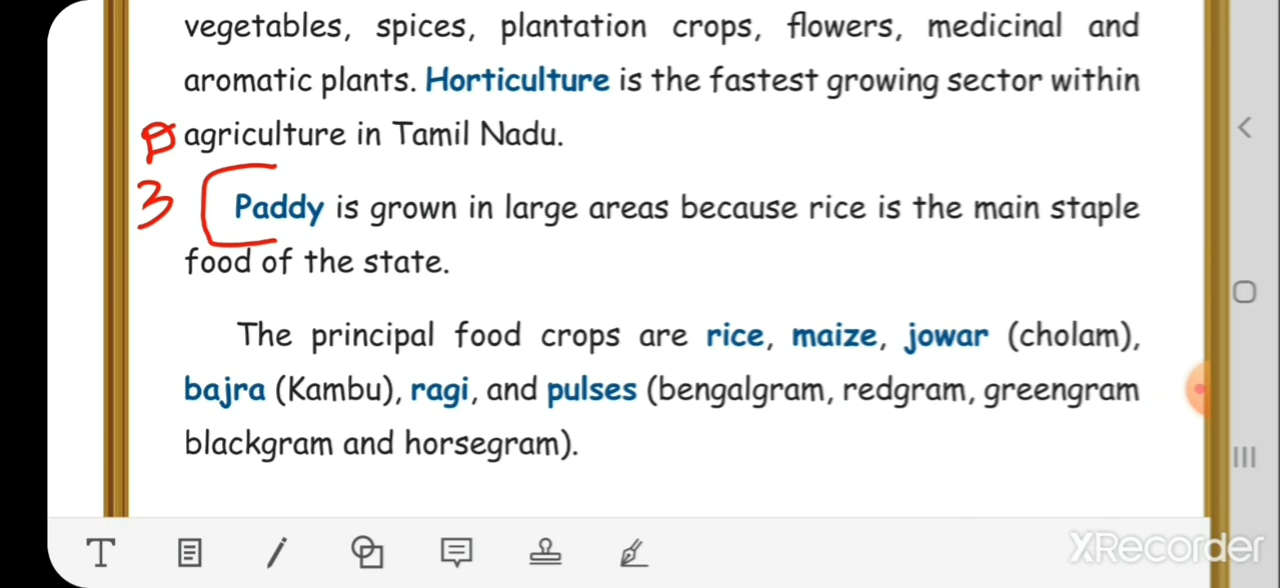 vegetables, spices, plantation crops, flowers, medicinal and
aromatic plants. Horticulture is the fastest growing sector within
agriculture in Tamil Nadu.
3
Paddy is grown in large areas because rice is the main staple
food of the state.
The principal food crops are rice, maize, jowar (cholam),
bajra (Kambu), ragi, and pulses (bengalgram, redgram, greengram
blackgram and horsegram).
T
XRecorder